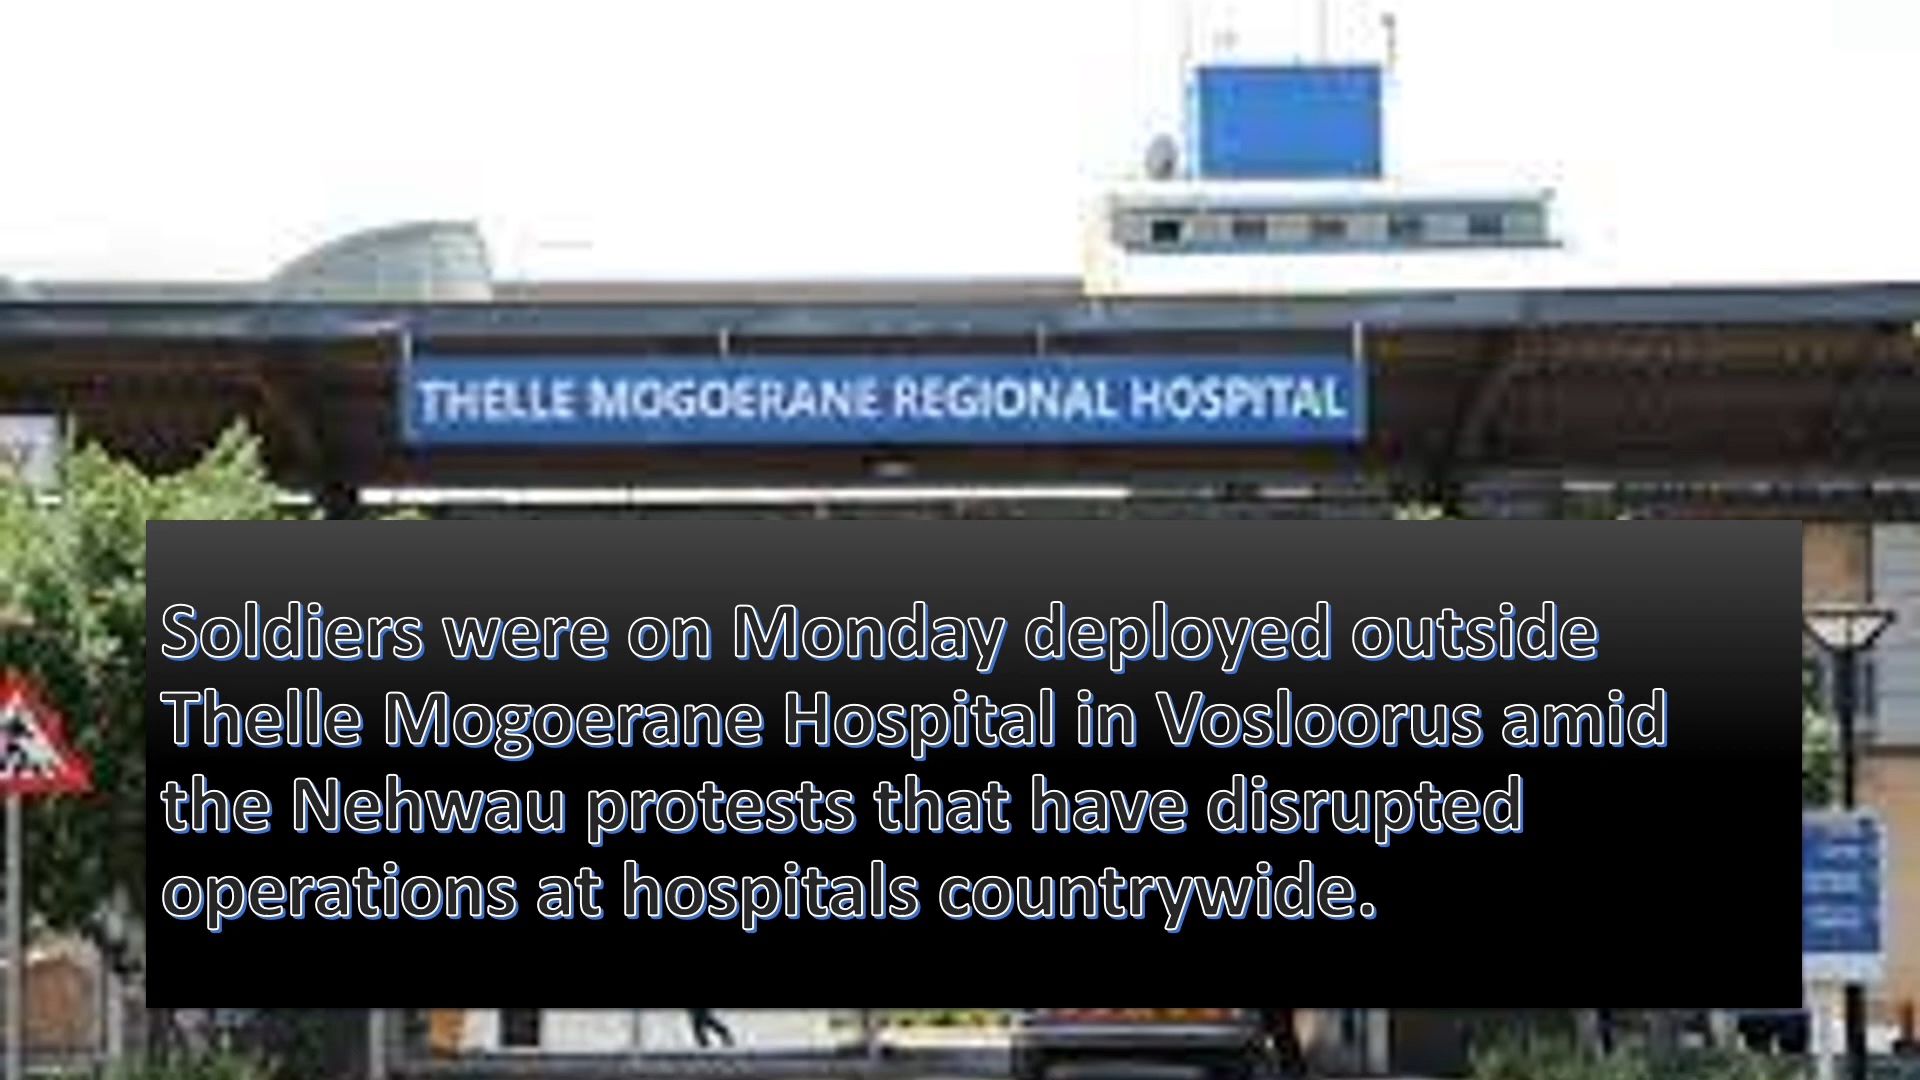 THELLE MOGOERANE REGIONAL HOSPITAL
Soldiers were on Monday deployed outside
Thelle Mogoerane Hospital in Vosloorus amid
the Nehwau protests that have disrupted
operations at hospitals countrywide.